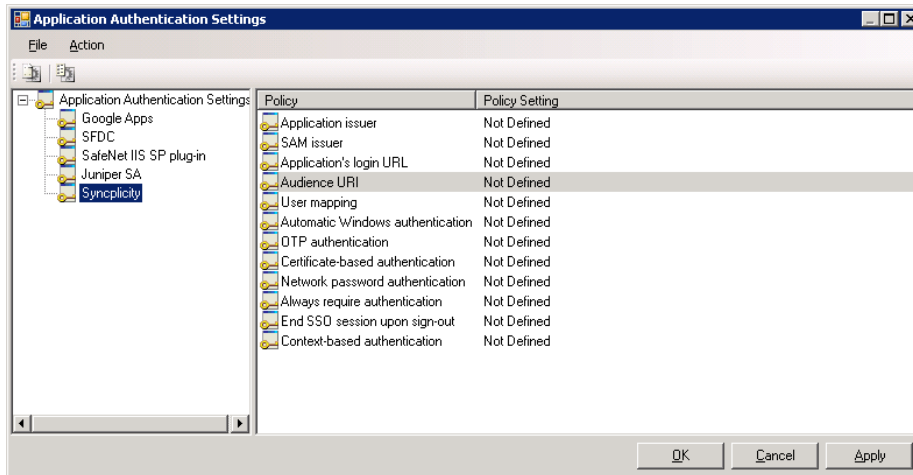 Application Authentication Settings
File Action
Application Authentication Settings
Google Apps
SFDC
SafeNet IIS SP plug-in
Juniper SA
Syncplicity
Policy Policy Setting
Application issuer Not Defined
SAM issuer Not Defined
Application's login URL Not Defined
Audience URI Not Defined
User mapping Not Defined
Automatic Windows authentication Not Defined
OTP authentication Not Defined
Certificate-based authentication Not Defined
Network password authentication Not Defined
Always require authentication Not Defined
End SSO session upon sign-out Not Defined
Context-based authentication Not Defined
OK Cancel Apply